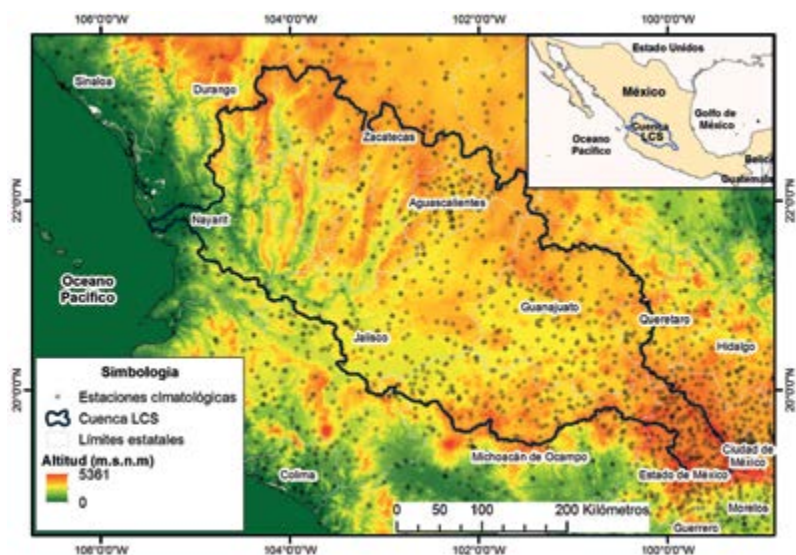 106°0'0"W 104°0'0"W 102°0'0"W 100°0'0"W
Estado Unidos
México
Golfo de
México
Cuenca
LCS
Oceano
Pacífico
Belice
Guatemala
Sinaloa
Durango
Zacatecas
Aguascalientes
22°0'0"N
22°0'0"N
Nayarit
Oceano
Pacífico
Guanajuato
Queretaro
Jalisco
Hidalgo
20°0'0"N
20°0'0"N
Simbologia
Estaciones clmatológicas
Cuenca LCS
Límites estatales
Altitud (m.s.n.m)
5361
0
Michoacán de Ocampo
Ciudad de
México
Estado de México
Colima
Morelos
Guerrero
0 50 100 200 Kilómetros
106°0'0"W 104°0'0"W 102°0'0"W 100°0'0"W